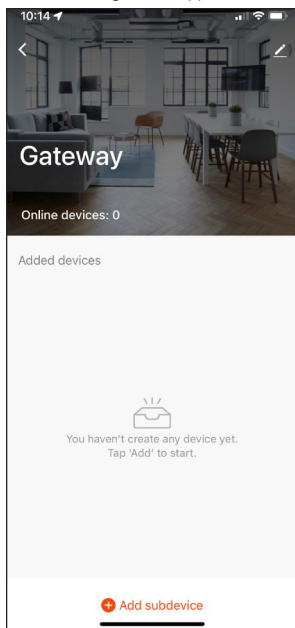 10:14
Gateway
Online devices: 0
Added devices
You haven't create any device yet.
Tap 'Add' to start.
Add subdevice